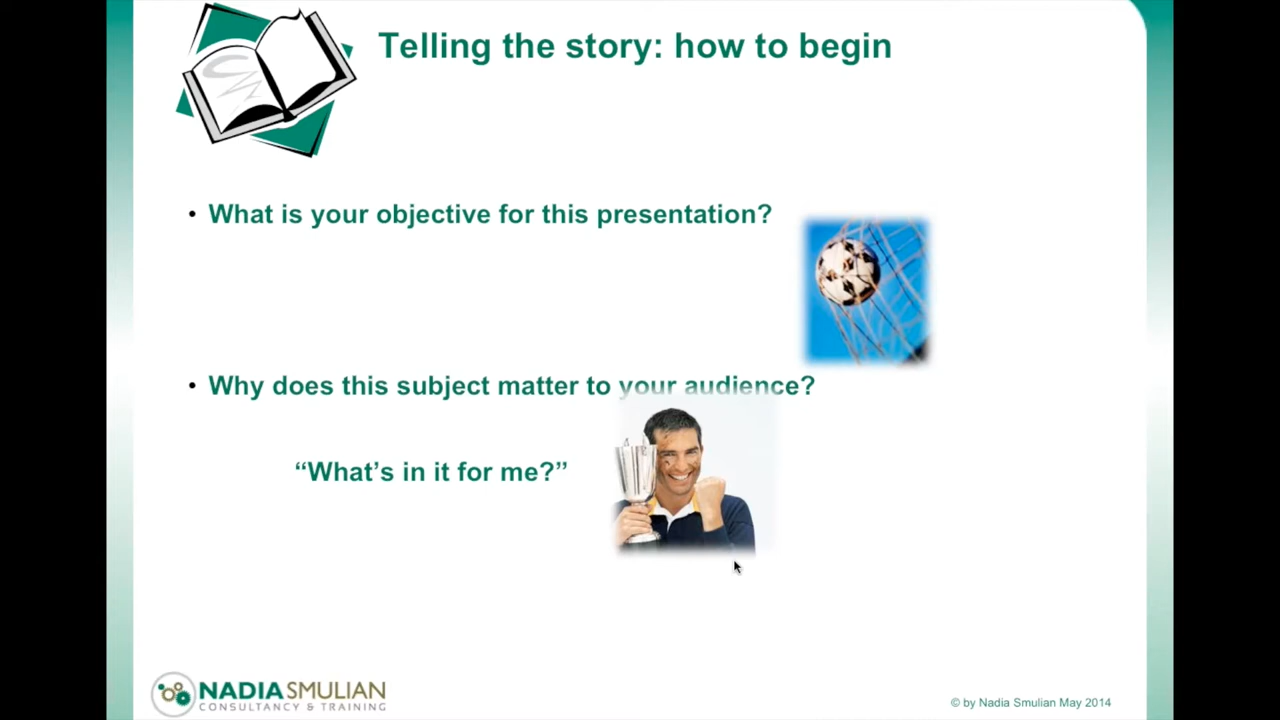 Telling the story: how to begin
• What is your objective for this presentation?
• Why does this subject matter to your audience?
“What’s in it for me?”
NADIA SMULIAN
CONSULTANCY & TRAINING
© by Nadia Smulian May 2014